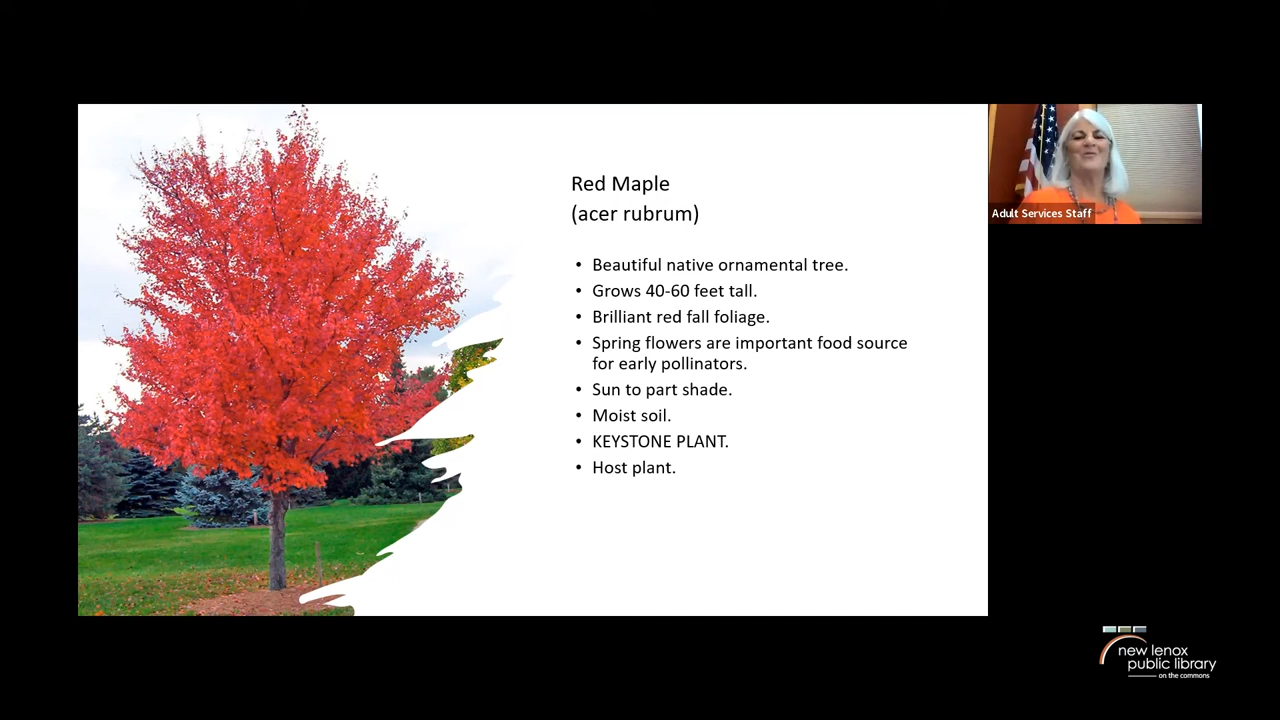 Red Maple
(acer rubrum)
• Beautiful native ornamental tree.
• Grows 40-60 feet tall.
• Brilliant red fall foliage.
• Spring flowers are important food source
for early pollinators.
• Sun to part shade.
• Moist soil.
• KEYSTONE PLANT.
• Host plant.
Adult Services Staff
new lenox
public library
on the commons